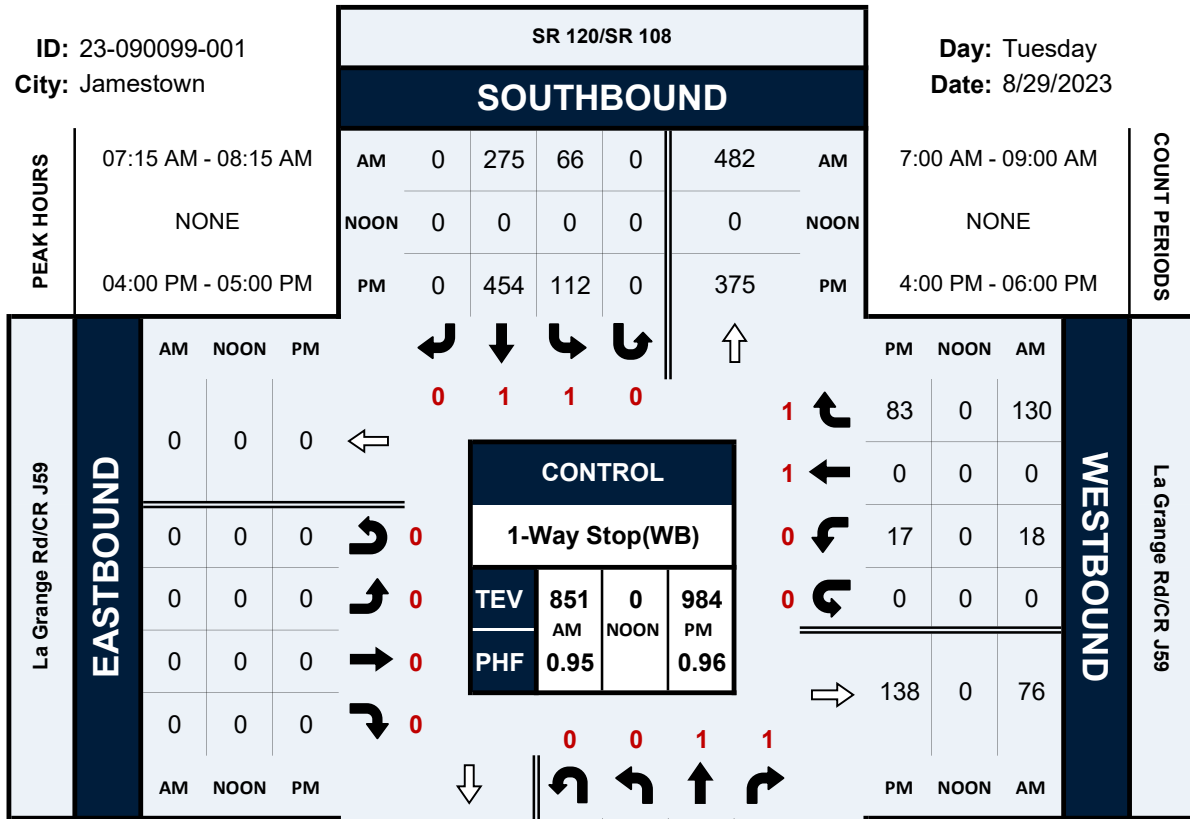 ID: 23-090099-001
City: Jamestown
SR 120/SR 108
SOUTHBOUND
Day: Tuesday
Date: 8/29/2023
PEAK HOURS
07:15 AM - 08:15 AM
NONE
04:00 PM - 05:00 PM
AM 0 275 66 0 482 AM
NOON 0 0 0 0 0 NOON
PM 0 454 112 0 375 PM
7:00 AM - 09:00 AM
NONE
4:00 PM - 06:00 PM
COUNT PERIODS
0 1 1 0
La Grange Rd/CR J59
EASTBOUND
AM NOON PM
0 0 0
0 0 0 0
0 0 0 0
0 0 0 0
0 0 0 0
AM NOON PM
CONTROL
1-Way Stop(WB)
TEV 851 0 984
AM NOON PM
PHF 0.95 0.96
PM NOON AM
1 83 0 130
1 0 0 0
0 17 0 18
0 0 0 0
138 0 76
PM NOON AM
WESTBOUND
La Grange Rd/CR J59
0 0 1 1